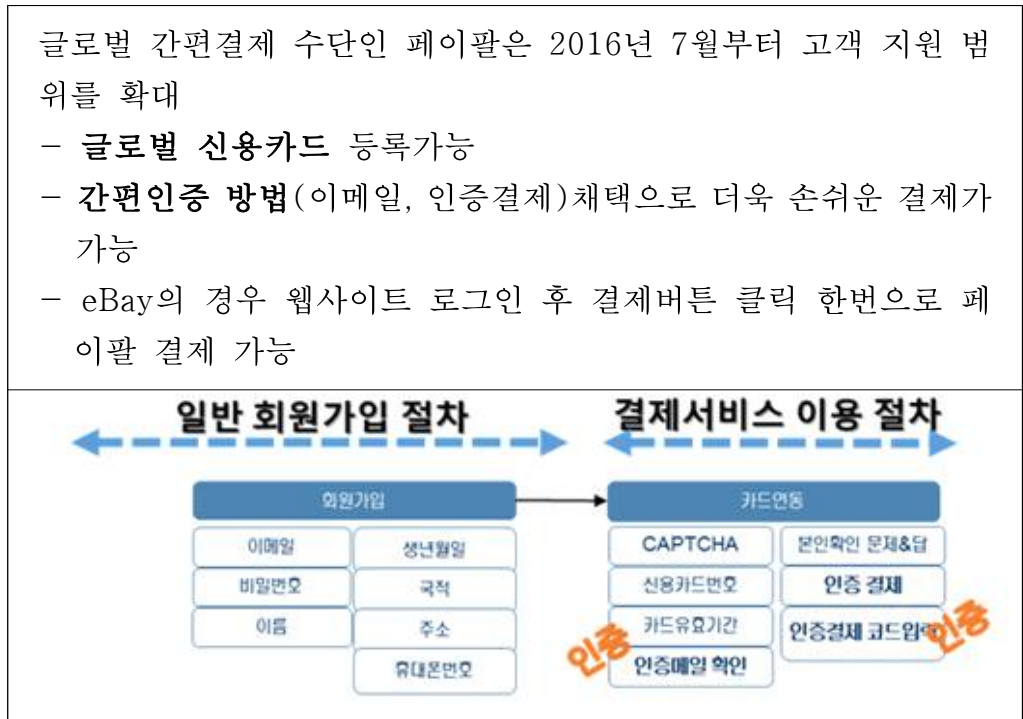 글로벌 간편결제 수단인 페이팔은 2016년 7월부터 고객 지원 범
위를 확대
- 글로벌 신용카드 등록가능
- 간편인증 방법(이메일, 인증결제)채택으로 더욱 손쉬운 결제가
가능
- eBay의 경우 웹사이트 로그인 후 결제버튼 클릭 한번으로 페
이팔 결제 가능
일반 회원가입 절차
결제서비스 이용 절차
회원가입
이메일
생년월일
비밀번호
국적
이름
주소
휴대폰번호
카드연동
CAPTCHA
본인확인 문제&답
신용카드번호
인증 결제
카드유효기간
인증결제 코드입력
인증메일 확인
인증
인증